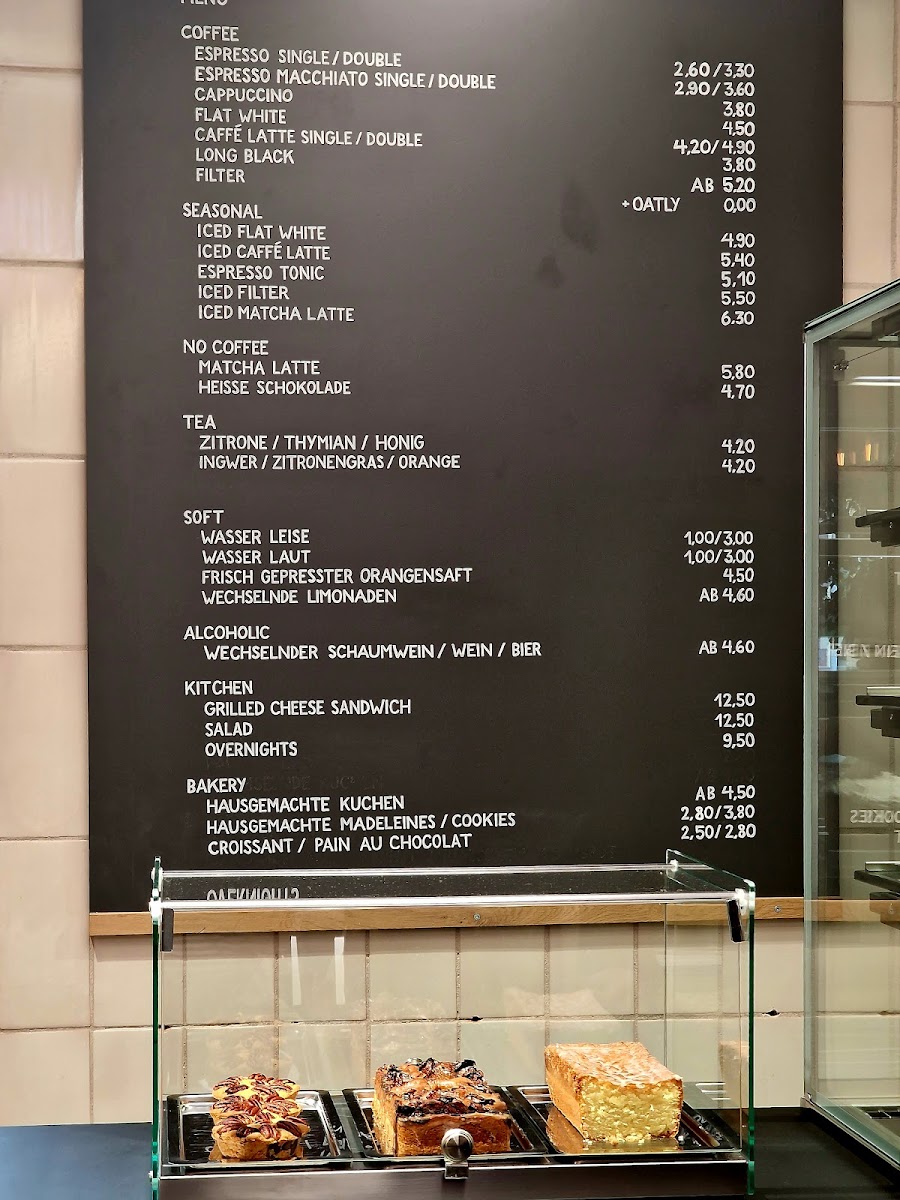 MENU
COFFEE
ESPRESSO SINGLE / DOUBLE 2,60 / 3,30
ESPRESSO MACCHIATO SINGLE / DOUBLE 2,90 / 3,60
CAPPUCCINO 3,80
FLAT WHITE 4,50
CAFFÉ LATTE SINGLE / DOUBLE 4,20 / 4,90
LONG BLACK 3,80
FILTER AB 5,20
+ OATLY 0,00
SEASONAL
ICED FLAT WHITE 4,90
ICED CAFFÉ LATTE 5,40
ESPRESSO TONIC 5,10
ICED FILTER 5,50
ICED MATCHA LATTE 6.30
NO COFFEE
MATCHA LATTE 5,80
HEISSE SCHOKOLADE 4,70
TEA
ZITRONE / THYMIAN / HONIG 4,20
INGWER / ZITRONENGRAS / ORANGE 4,20
SOFT
WASSER LEISE 1,00/3,00
WASSER LAUT 1,00/3,00
FRISCH GEPRESSTER ORANGENSAFT 4,50
WECHSELNDE LIMONADEN AB 4,60
ALCOHOLIC
WECHSELNDER SCHAUMWEIN / WEIN / BIER AB 4,60
KITCHEN
GRILLED CHEESE SANDWICH 12,50
SALAD 12,50
OVERNIGHTS 9,50
BAKERY
HAUSGEMACHTE KUCHEN AB 4,50
HAUSGEMACHTE MADELEINES / COOKIES 2,80/3,80
CROISSANT / PAIN AU CHOCOLAT 2,50/2,80